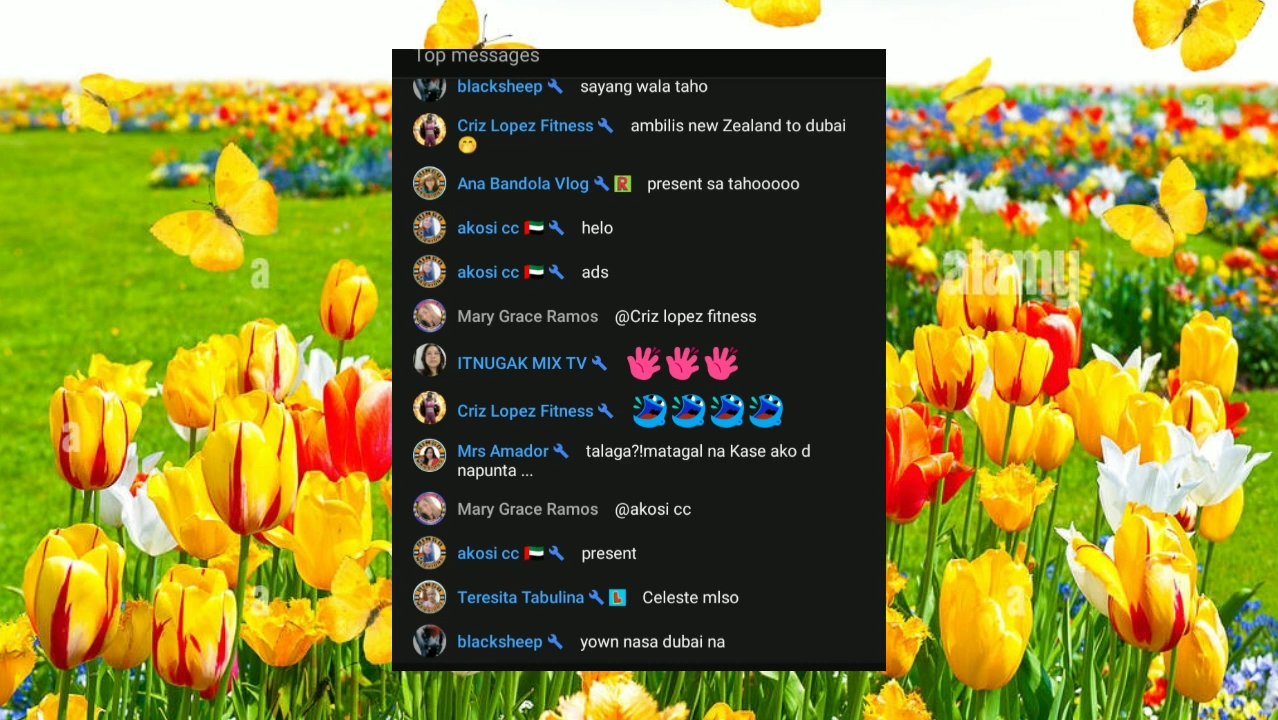 Top messages
blacksheep sayang wala taho
Criz Lopez Fitness ambilis new Zealand to dubai
🤭
Ana Bandola Vlog R present sa tahooooo
akosi cc 🇦🇪 helo
akosi cc 🇦🇪 ads
Mary Grace Ramos @Criz lopez fitness
ITNUGAK MIX TV
Criz Lopez Fitness
Mrs Amador talaga?!matagal na Kase ako d
napunta ...
Mary Grace Ramos @akosi cc
akosi cc 🇦🇪 present
Teresita Tabulina L Celeste mlso
blacksheep yown nasa dubai na
a
a
alamy
a
a
a
a